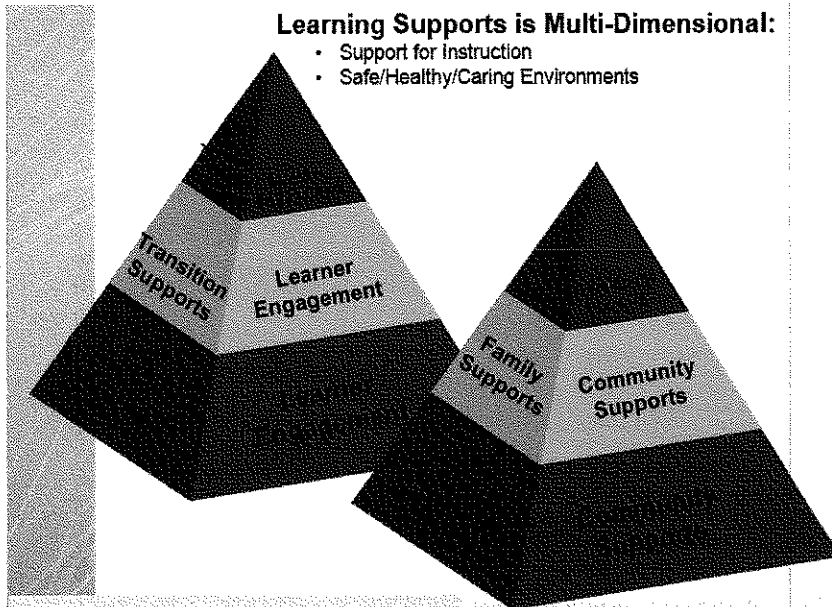 Learning Supports is Multi-Dimensional:
• Support for Instruction
• Safe/Healthy/Caring Environments
Transition
Supports
Learner
Engagement
Family
Supports
Community
Supports